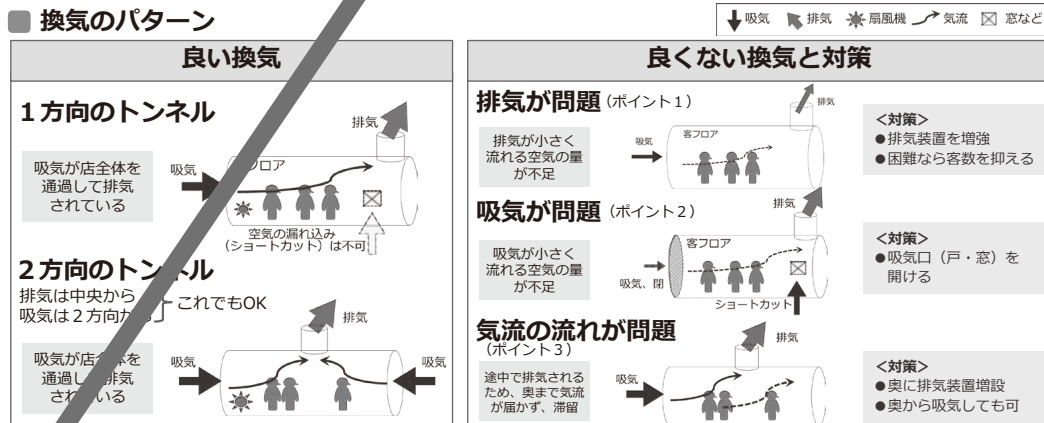 換気のパターン
吸気 排気 扇風機 気流 窓など
良い換気
1方向のトンネル
吸気が店全体を
通過して排気
されている
吸気
フロア
排気
空気の漏れ込み
(ショートカット)は不可
2方向のトンネル
排気は中央から
吸気は2方向から
これでもOK
吸気が店全体を
通過して排気
されている
吸気
排気
吸気
良くない換気と対策
排気が問題(ポイント1)
排気が小さく
流れる空気の量
が不足
吸気
客フロア
排気
<対策>
●排気装置を増強
●困難なら客数を抑える
吸気が問題(ポイント2)
吸気が小さく
流れる空気の量
が不足
吸気、閉
客フロア
排気
ショートカット
<対策>
●吸気口(戸・窓)を
開ける
気流の流れが問題
(ポイント3)
途中で排気される
ため、奥まで気流
が届かず、滞留
吸気
排気
<対策>
●奥に排気装置増設
●奥から吸気しても可